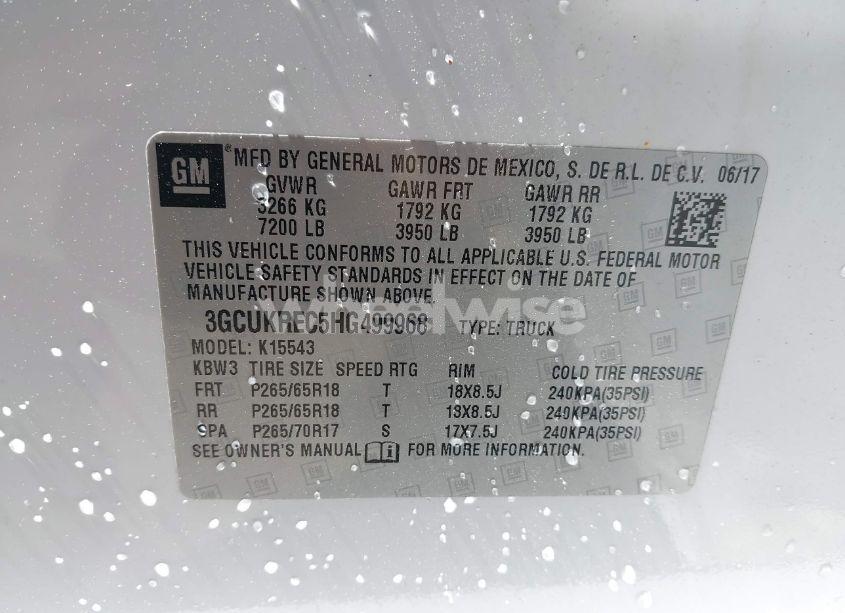 GM ® MFD BY GENERAL MOTORS DE MEXICO, S. DE R.L. DE C.V. 06/17
GVWR GAWR FRT GAWR RR
3266 KG 1792 KG 1792 KG
7200 LB 3950 LB 3950 LB
THIS VEHICLE CONFORMS TO ALL APPLICABLE U.S. FEDERAL MOTOR
VEHICLE SAFETY STANDARDS IN EFFECT ON THE DATE OF
MANUFACTURE SHOWN ABOVE.
wheelwise
3GCUKREC5HG499968 TYPE: TRUCK
MODEL: K15543
KBW3 TIRE SIZE SPEED RTG RIM COLD TIRE PRESSURE
FRT P265/65R18 T 18X8.5J 240KPA(35PSI)
RR P265/65R18 T 18X8.5J 240KPA(35PSI)
SPA P265/70R17 S 17X7.5J 240KPA(35PSI)
SEE OWNER'S MANUAL FOR MORE INFORMATION.